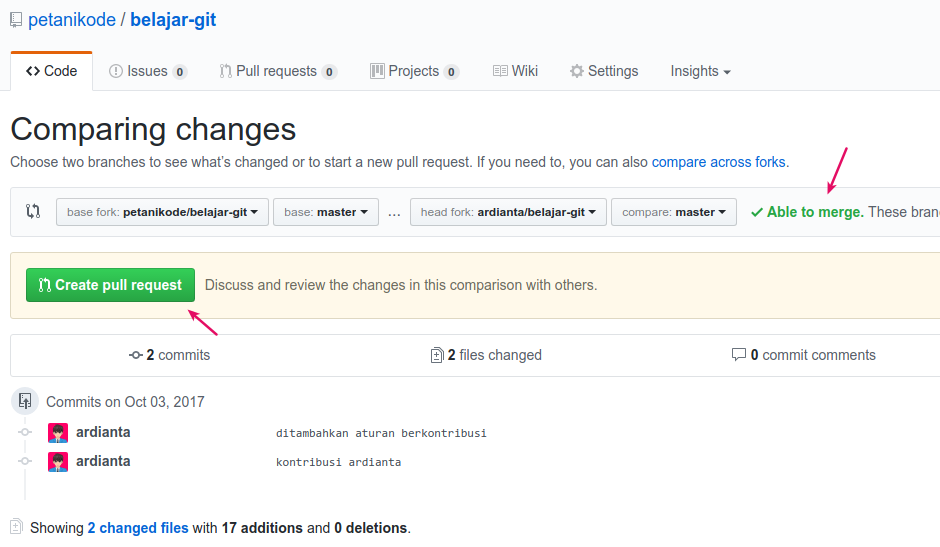 petanikode / belajar-git
Code Issues 0 Pull requests 0 Projects 0 Wiki Settings Insights
Comparing changes
Choose two branches to see what's changed or to start a new pull request. If you need to, you can also compare across forks.
base fork: petanikode/belajar-git base: master ... head fork: ardianta/belajar-git compare: master Able to merge. These
Create pull request Discuss and review the changes in this comparison with others.
2 commits 2 files changed 0 commit comments
Commits on Oct 03, 2017
ardianta ditambahkan aturan berkontribusi
ardianta kontribusi ardianta
Showing 2 changed files with 17 additions and 0 deletions.